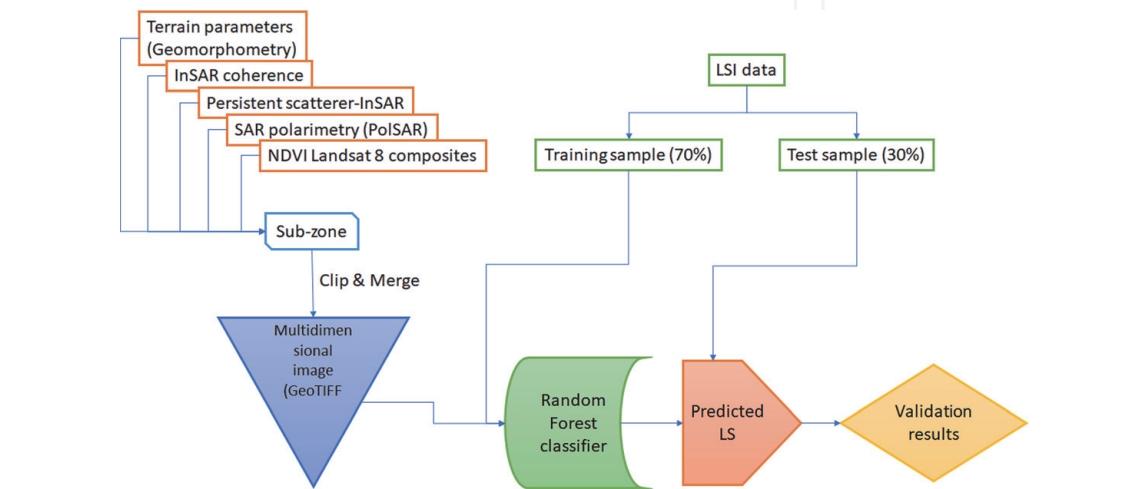 Terrain parameters
(Geomorphometry)
InSAR coherence
Persistent scatterer-InSAR
SAR polarimetry (PolSAR)
NDVI Landsat 8 composites
Sub-zone
Clip & Merge
Multidimen
sional
image
(GeoTIFF
LSI data
Training sample (70%)
Test sample (30%)
Random
Forest
classifier
Predicted
LS
Validation
results